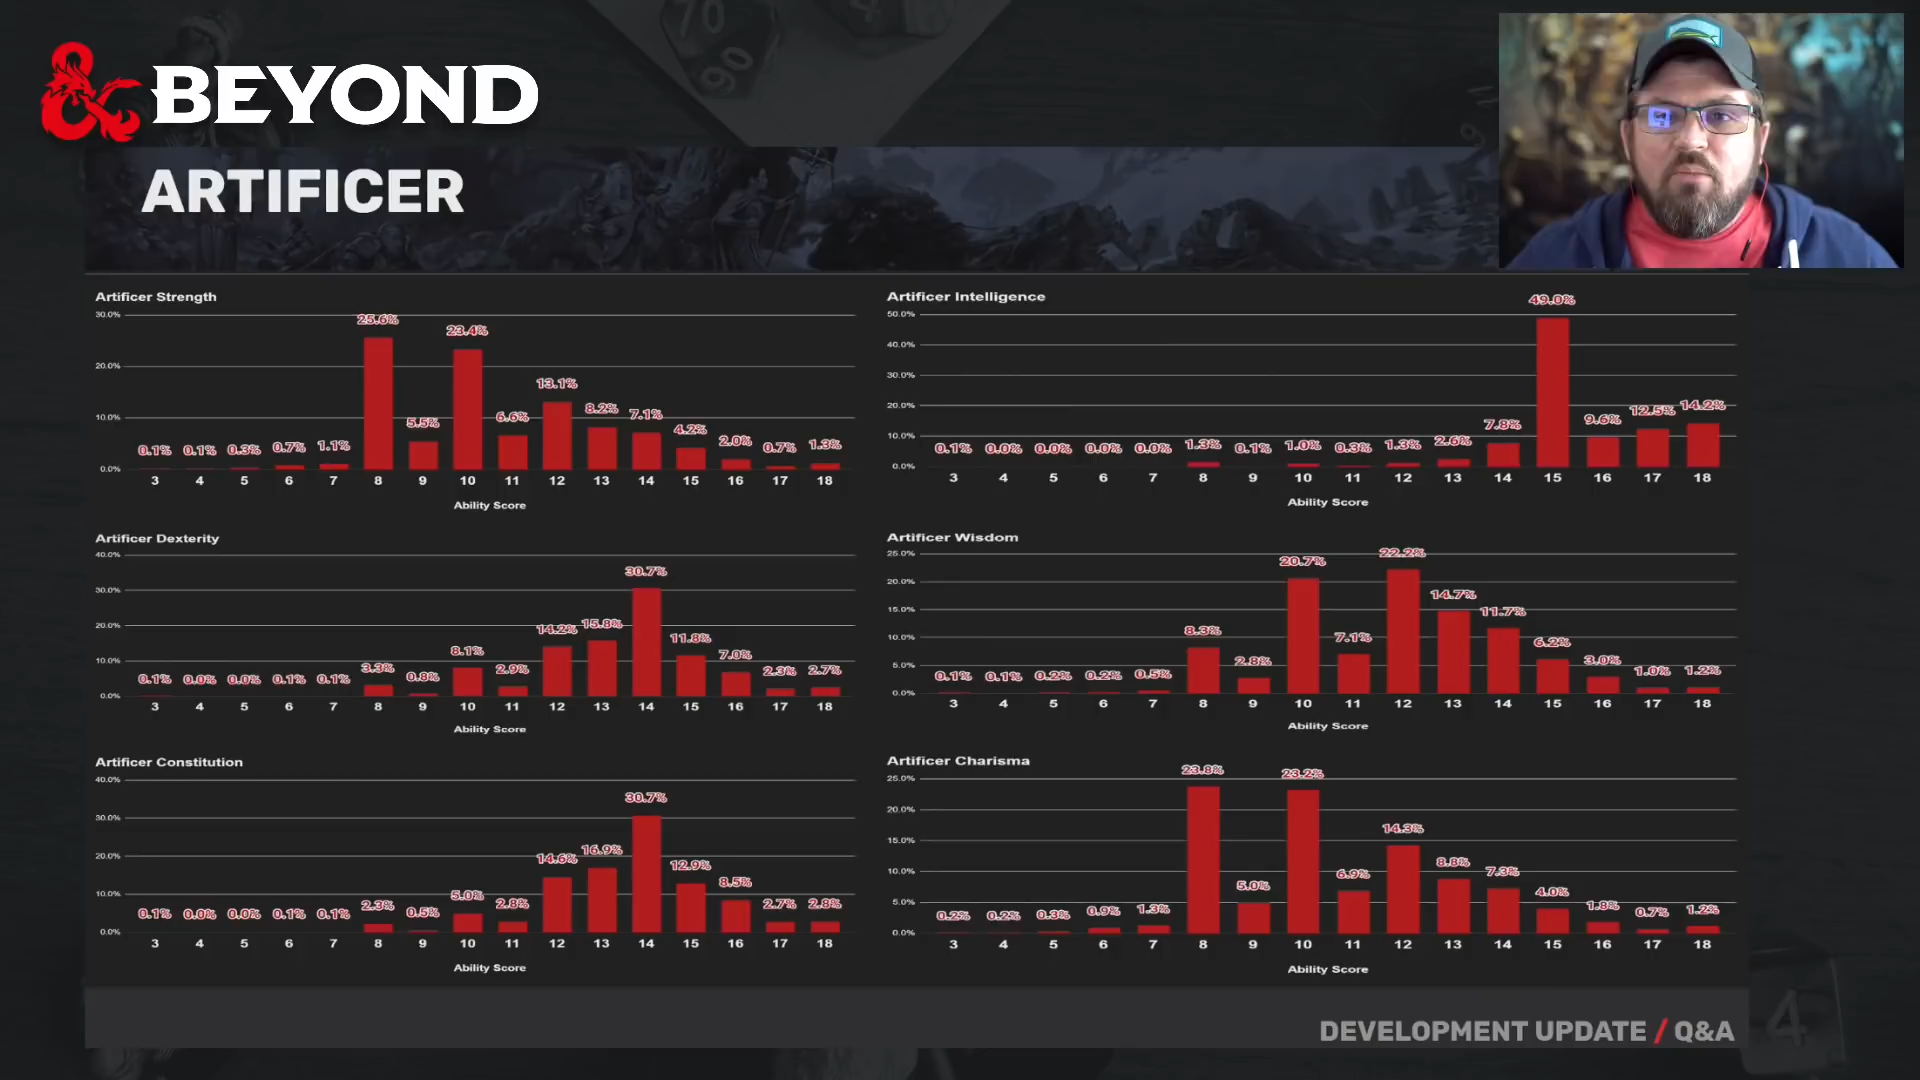 BEYOND
ARTIFICER
Artificer Strength
30.0%
20.0%
10.0%
0.0%
0.1% 0.1% 0.3% 0.7% 1.1% 25.6% 5.5% 23.4% 6.6% 13.1% 8.2% 7.1% 4.2% 2.0% 0.7% 1.3%
3 4 5 6 7 8 9 10 11 12 13 14 15 16 17 18
Ability Score
Artificer Intelligence
50.0%
40.0%
30.0%
20.0%
10.0%
0.0%
0.1% 0.0% 0.0% 0.0% 0.0% 1.3% 0.1% 1.0% 0.3% 1.3% 2.6% 7.8% 49.0% 9.6% 12.5% 14.2%
3 4 5 6 7 8 9 10 11 12 13 14 15 16 17 18
Ability Score
Artificer Dexterity
40.0%
30.0%
20.0%
10.0%
0.0%
0.1% 0.0% 0.0% 0.1% 0.1% 3.3% 0.8% 8.1% 2.9% 14.2% 15.8% 30.7% 11.8% 7.0% 2.3% 2.7%
3 4 5 6 7 8 9 10 11 12 13 14 15 16 17 18
Ability Score
Artificer Wisdom
25.0%
20.0%
15.0%
10.0%
5.0%
0.0%
0.1% 0.1% 0.2% 0.2% 0.5% 8.3% 2.8% 20.7% 7.1% 22.2% 14.7% 11.7% 6.2% 3.0% 1.0% 1.2%
3 4 5 6 7 8 9 10 11 12 13 14 15 16 17 18
Ability Score
Artificer Constitution
40.0%
30.0%
20.0%
10.0%
0.0%
0.1% 0.0% 0.0% 0.1% 0.1% 2.3% 0.5% 5.0% 2.8% 14.6% 16.9% 30.7% 12.9% 8.5% 2.7% 2.8%
3 4 5 6 7 8 9 10 11 12 13 14 15 16 17 18
Ability Score
Artificer Charisma
25.0%
20.0%
15.0%
10.0%
5.0%
0.0%
0.2% 0.2% 0.3% 0.9% 1.3% 23.8% 5.0% 23.2% 6.9% 14.3% 8.8% 7.3% 4.0% 1.8% 0.7% 1.2%
3 4 5 6 7 8 9 10 11 12 13 14 15 16 17 18
Ability Score
DEVELOPMENT UPDATE / Q&A
70
90
4
4